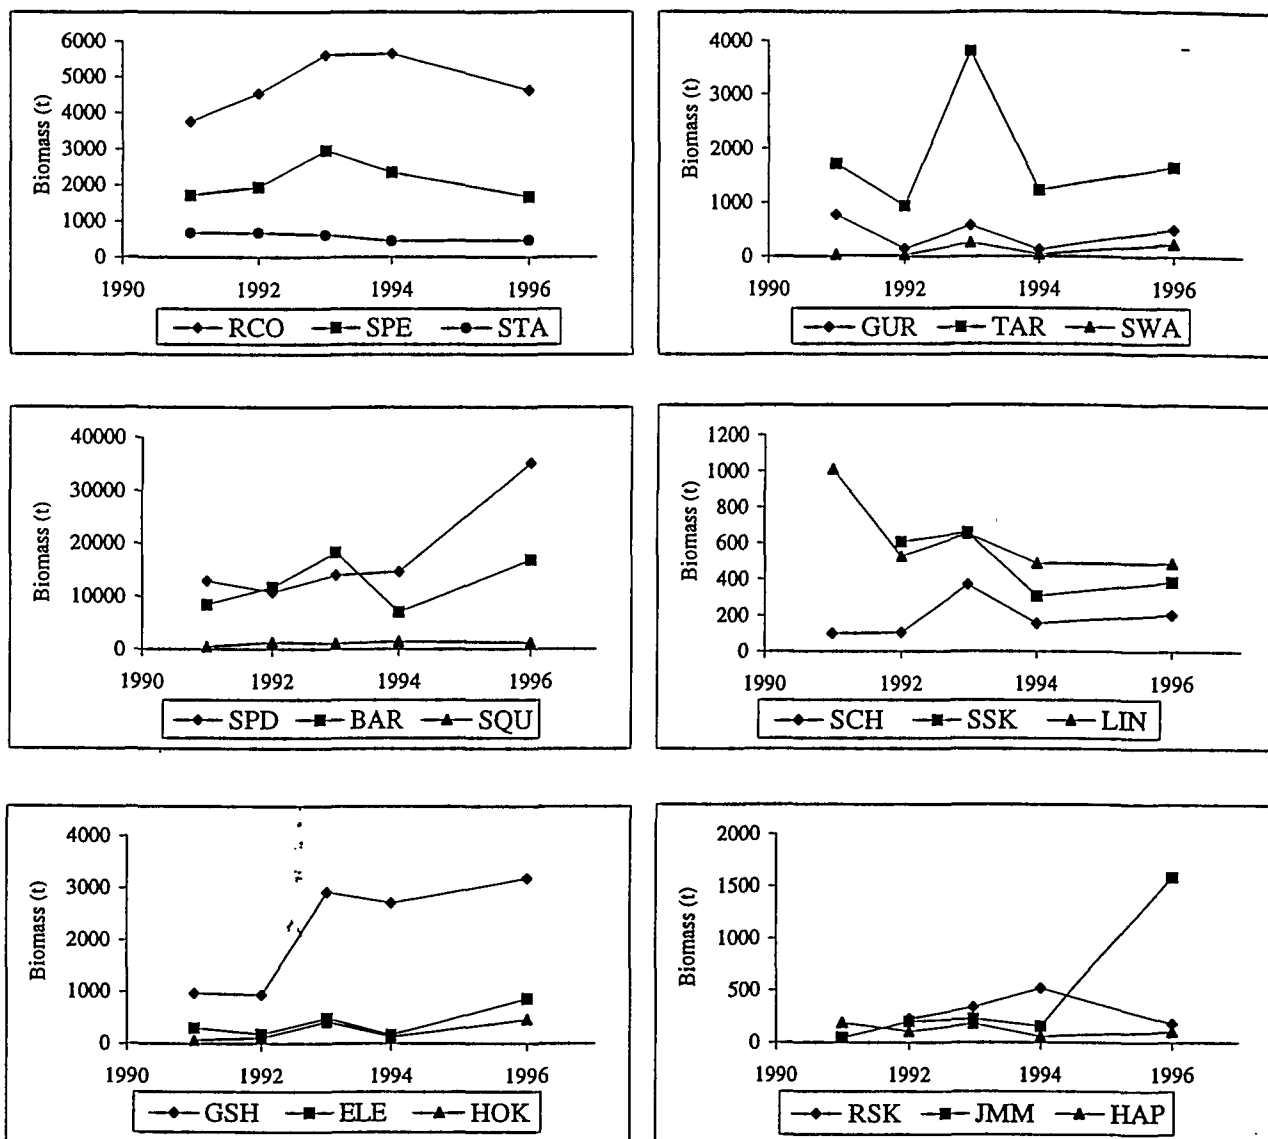 6000
5000
4000
3000
2000
1000
0
Biomass (t)
1990 1992 1994 1996
RCO SPE STA
4000
3000
2000
1000
0
Biomass (t)
1990 1992 1994 1996
GUR TAR SWA
40000
30000
20000
10000
0
Biomass (t)
1990 1992 1994 1996
SPD BAR SQU
1200
1000
800
600
400
200
0
Biomass (t)
1990 1992 1994 1996
SCH SSK LIN
4000
3000
2000
1000
0
Biomass (t)
1990 1992 1994 1996
GSH ELE HOK
2000
1500
1000
500
0
Biomass (t)
1990 1992 1994 1996
RSK JMM HAP